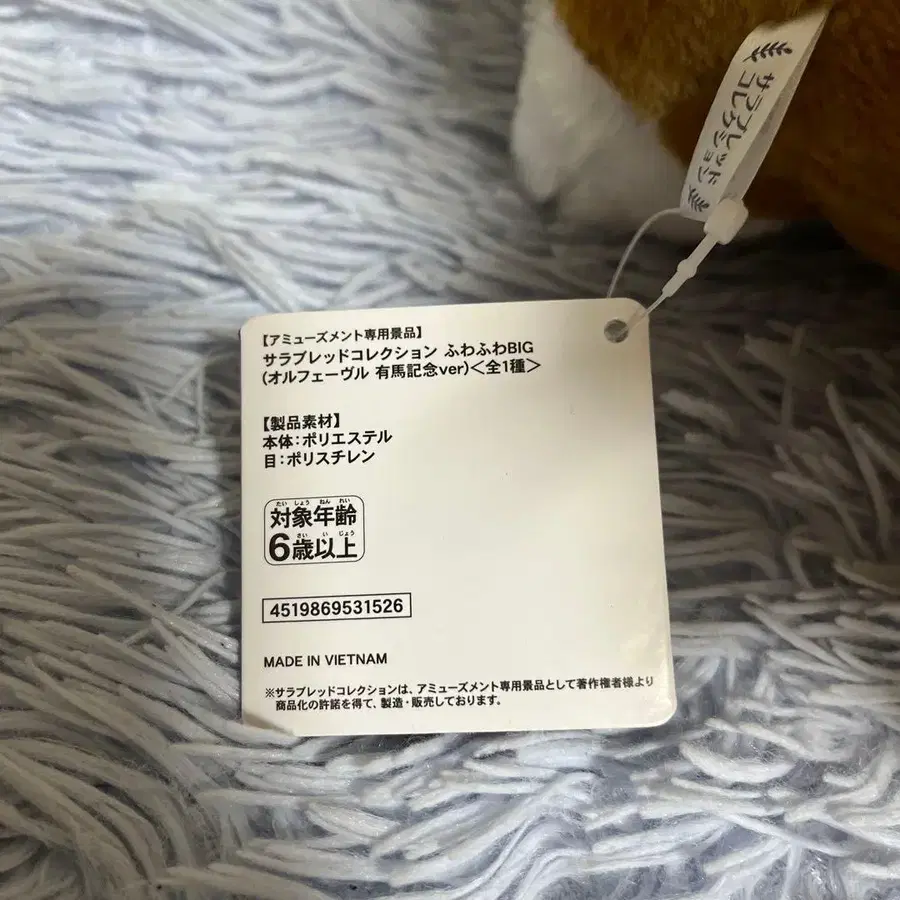 サラブレッド
コレクション
【アミューズメント専用景品】
サラブレッドコレクション ふわふわBIG
(オルフェーヴル 有馬記念ver)<全1種>
【製品素材】
本体:ポリエステル
目:ポリスチレン
たい しょう ねん れい
対象年齢
さい い じょう
6歳以上
4519869531526
MADE IN VIETNAM
※サラブレッドコレクションは、アミューズメント専用景品として著作権者様より
商品化の許諾を得て、製造・販売しております。